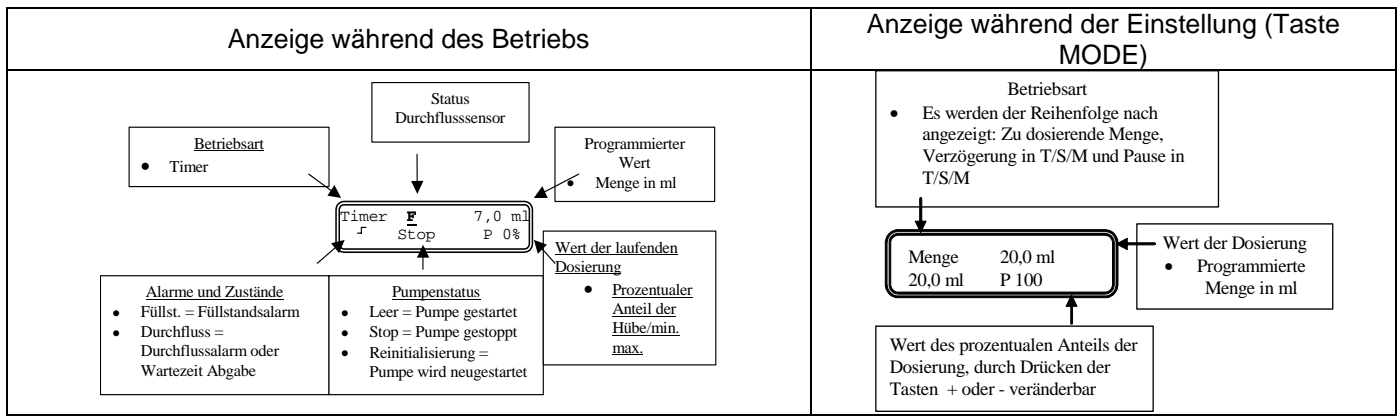 Anzeige während des Betriebs
Anzeige während der Einstellung (Taste
MODE)
Status
Durchflusssensor
Betriebsart
• Timer
Programmierter
Wert
• Menge in ml
Timer F 7,0 ml
Stop P 0%
Wert der laufenden
Dosierung
• Prozentualer
Anteil der
Hübe/min.
max.
Alarme und Zustände
• Füllst. = Füllstandsalarm
• Durchfluss =
Durchflussalarm oder
Wartezeit Abgabe
Pumpenstatus
• Leer = Pumpe gestartet
• Stop = Pumpe gestoppt
• Reinitialisierung =
Pumpe wird neugestartet
Betriebsart
• Es werden der Reihenfolge nach
angezeigt: Zu dosierende Menge,
Verzögerung in T/S/M und Pause in
T/S/M
Menge 20,0 ml
20,0 ml P 100
Wert der Dosierung
• Programmierte
Menge in ml
Wert des prozentualen Anteils der
Dosierung, durch Drücken der
Tasten + oder - veränderbar